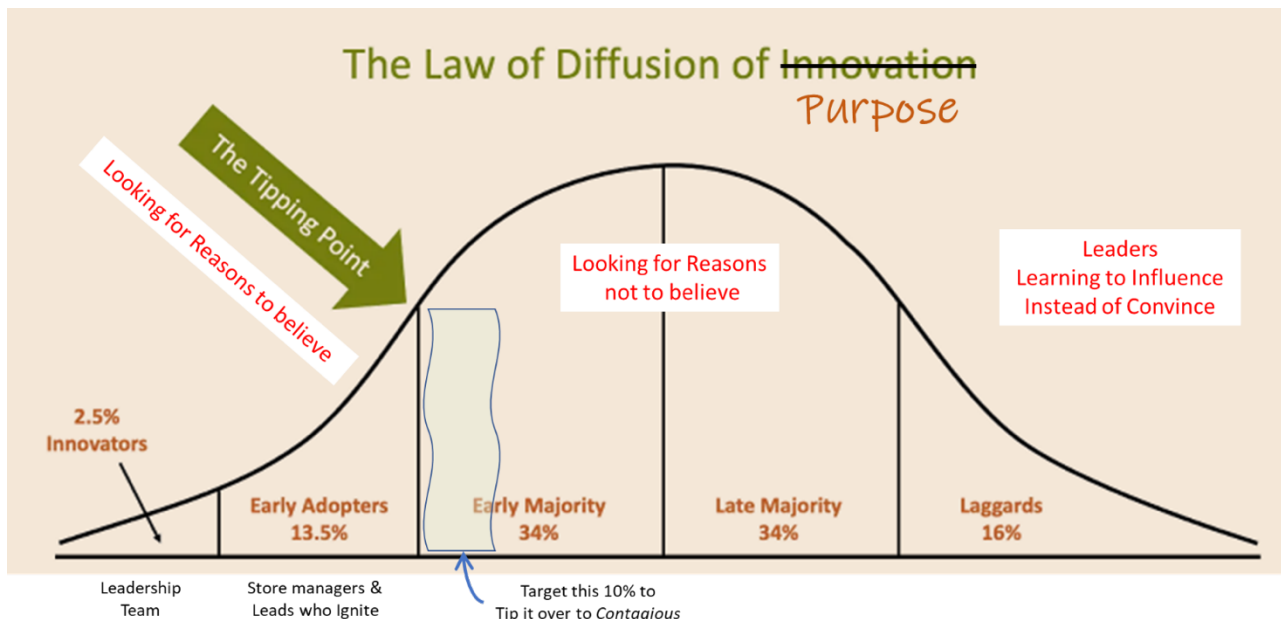 The Law of Diffusion of Innovation
Purpose
The Tipping Point
Looking for Reasons to believe
Looking for Reasons
not to believe
Leaders
Learning to Influence
Instead of Convince
2.5%
Innovators
Early Adopters
13.5%
Early Majority
34%
Late Majority
34%
Laggards
16%
Leadership
Team
Store managers &
Leads who Ignite
Target this 10% to
Tip it over to Contagious